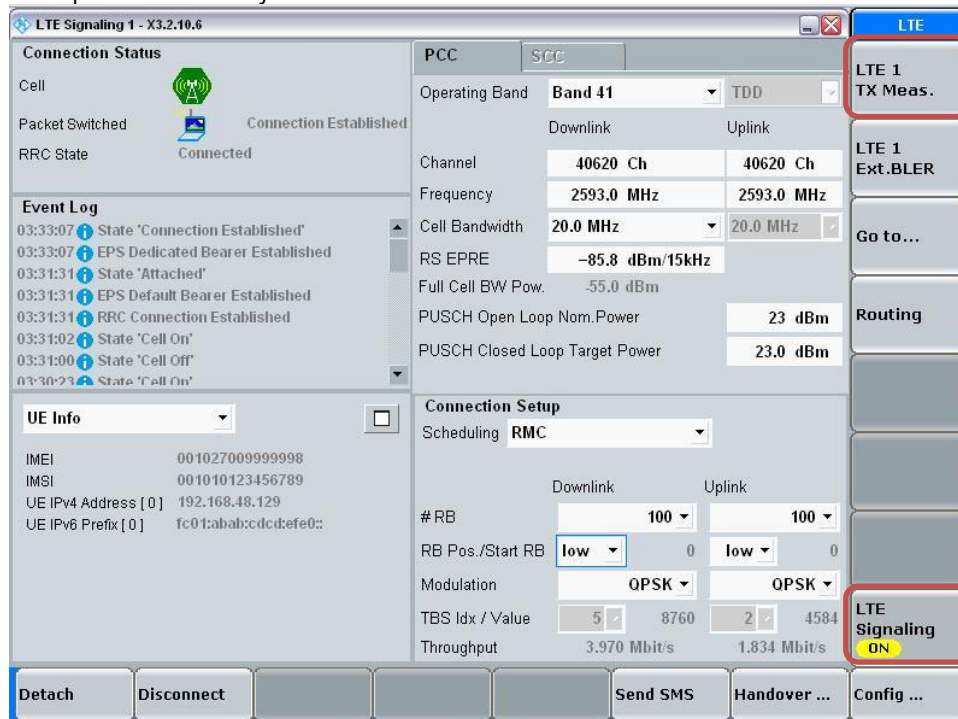 LTE Signaling 1 - X3.2.10.6
LTE
Connection Status
Cell
Packet Switched Connection Established
RRC State Connected
Event Log
03:33:07 State 'Connection Established'
03:33:07 EPS Dedicated Bearer Established
03:31:31 State 'Attached'
03:31:31 EPS Default Bearer Established
03:31:31 RRC Connection Established
03:31:02 State 'Cell On'
03:31:00 State 'Cell Off'
03:30:23 State 'Cell On'
UE Info
IMEI 001027009999998
IMSI 001010123456789
UE IPv4 Address [ 0 ] 192.168.48.129
UE IPv6 Prefix [ 0 ] fc01:abab:cdcd:efe0::
PCC SCC
Operating Band Band 41 TDD
Downlink Uplink
Channel 40620 Ch 40620 Ch
Frequency 2593.0 MHz 2593.0 MHz
Cell Bandwidth 20.0 MHz 20.0 MHz
RS EPRE -85.8 dBm/15kHz
Full Cell BW Pow. -55.0 dBm
PUSCH Open Loop Nom.Power 23 dBm
PUSCH Closed Loop Target Power 23.0 dBm
Connection Setup
Scheduling RMC
Downlink Uplink
# RB 100 100
RB Pos./Start RB low 0 low 0
Modulation QPSK QPSK
TBS Idx / Value 5 8760 2 4584
Throughput 3.970 Mbit/s 1.834 Mbit/s
LTE 1
TX Meas.
LTE 1
Ext.BLER
Go to...
Routing
LTE
Signaling
ON
Detach Disconnect Send SMS Handover ... Config ...